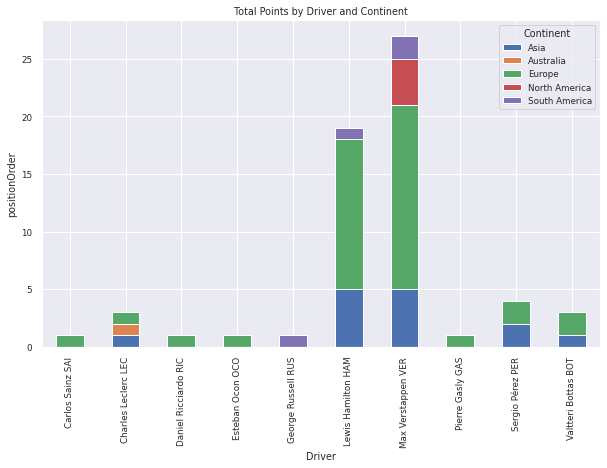 Total Points by Driver and Continent
Continent
Asia
Australia
Europe
North America
South America
positionOrder
25
20
15
10
5
0
Carlos Sainz SAI
Charles Leclerc LEC
Daniel Ricciardo RIC
Esteban Ocon OCO
George Russell RUS
Lewis Hamilton HAM
Max Verstappen VER
Pierre Gasly GAS
Sergio Pérez PER
Valtteri Bottas BOT
Driver